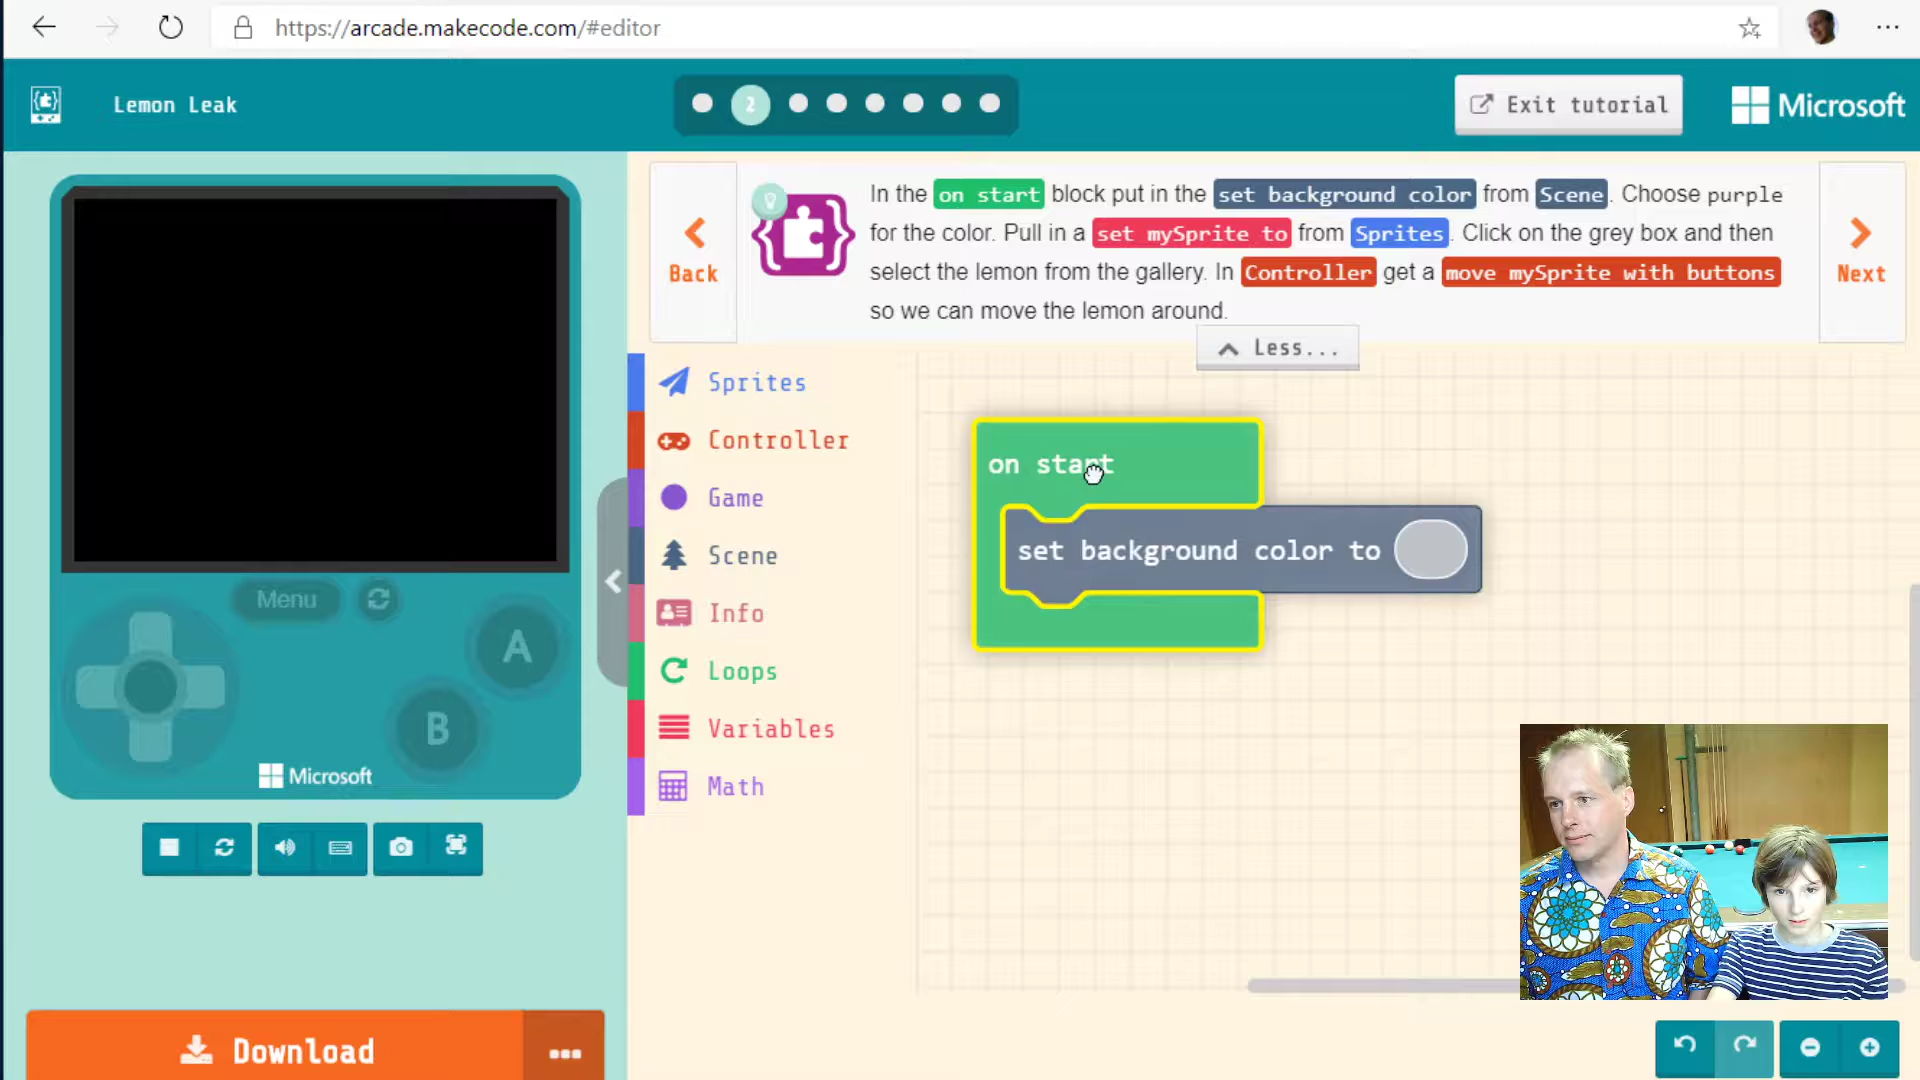 https://arcade.makecode.com/#editor
Lemon Leak
2
Exit tutorial
Microsoft
Back
In the on start block put in the set background color from Scene. Choose purple
for the color. Pull in a set mySprite to from Sprites. Click on the grey box and then
select the lemon from the gallery. In Controller get a move mySprite with buttons
so we can move the lemon around.
Next
Less...
Sprites
Controller
Game
Scene
Info
Loops
Variables
Math
on start
set background color to
Menu
A
B
Microsoft
Download